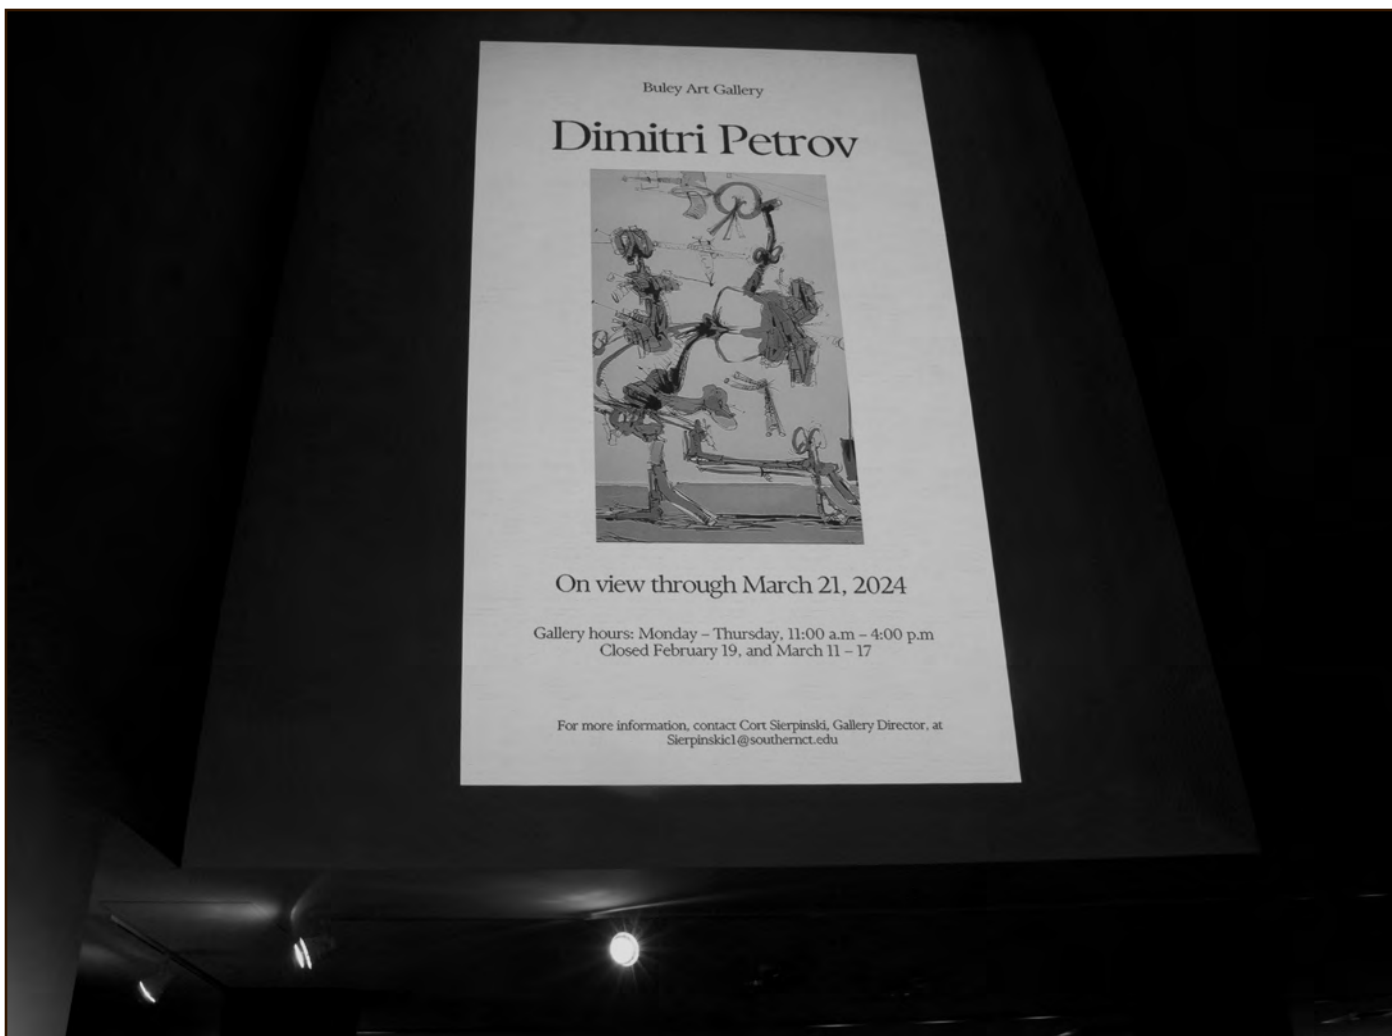 Buley Art Gallery
Dimitri Petrov
On view through March 21, 2024
Gallery hours: Monday – Thursday, 11:00 a.m – 4:00 p.m
Closed February 19, and March 11 – 17
For more information, contact Cort Sierpinski, Gallery Director, at
Sierpinskic1@southernct.edu